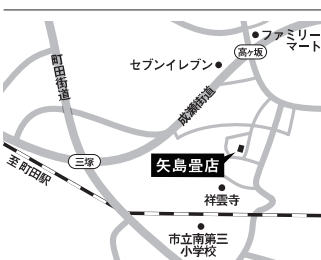 ファミリー
マート
高ヶ坂
セブンイレブン
町田街道
成瀬街道
三塚
矢島畳店
至 町田駅
祥雲寺
市立南第三
小学校